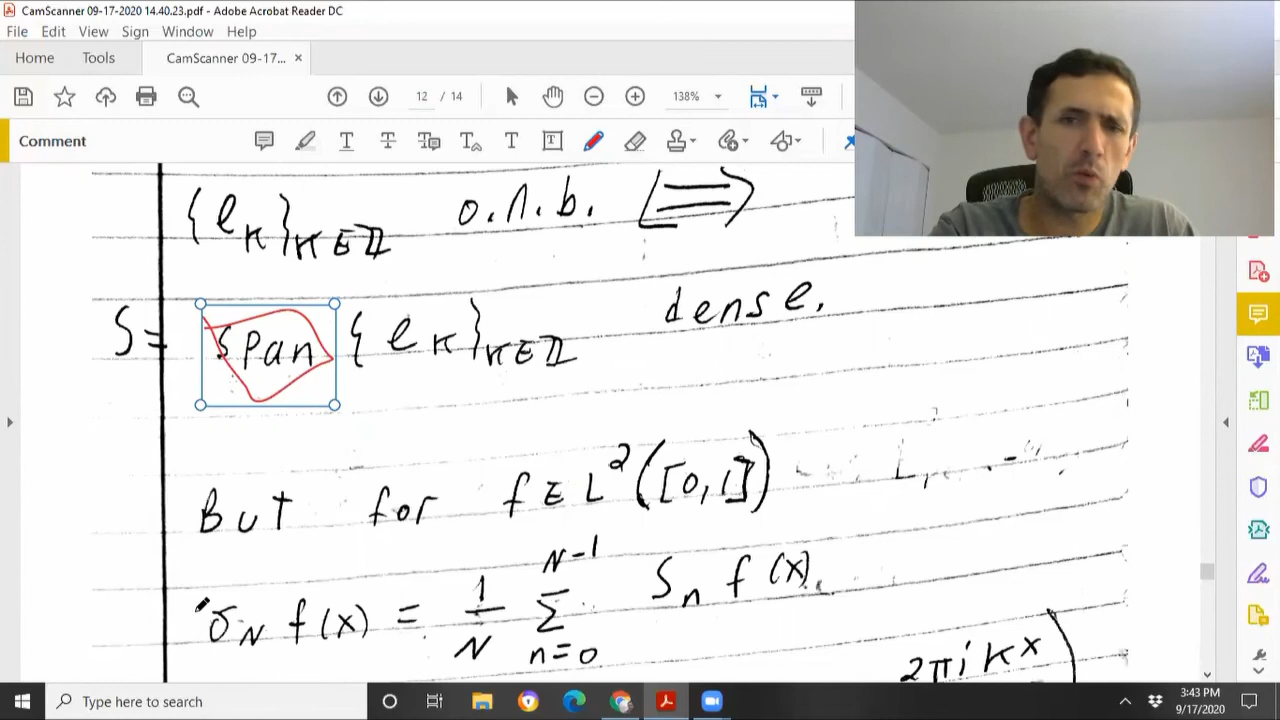 CamScanner 09-17-2020 14.40.23.pdf - Adobe Acrobat Reader DC
File Edit View Sign Window Help
Home Tools CamScanner 09-17... ×
12 / 14 138%
Comment
{e_K}_{K∈ℤ} o.n.b. ⟺
S = span {e_K}_{K∈ℤ} dense.
But for f∈L²([0,1])
σ_N f(x) = 1/N ∑_{n=0}^{N-1} S_n f(x)
2πiKx )
Type here to search
3:43 PM
9/17/2020